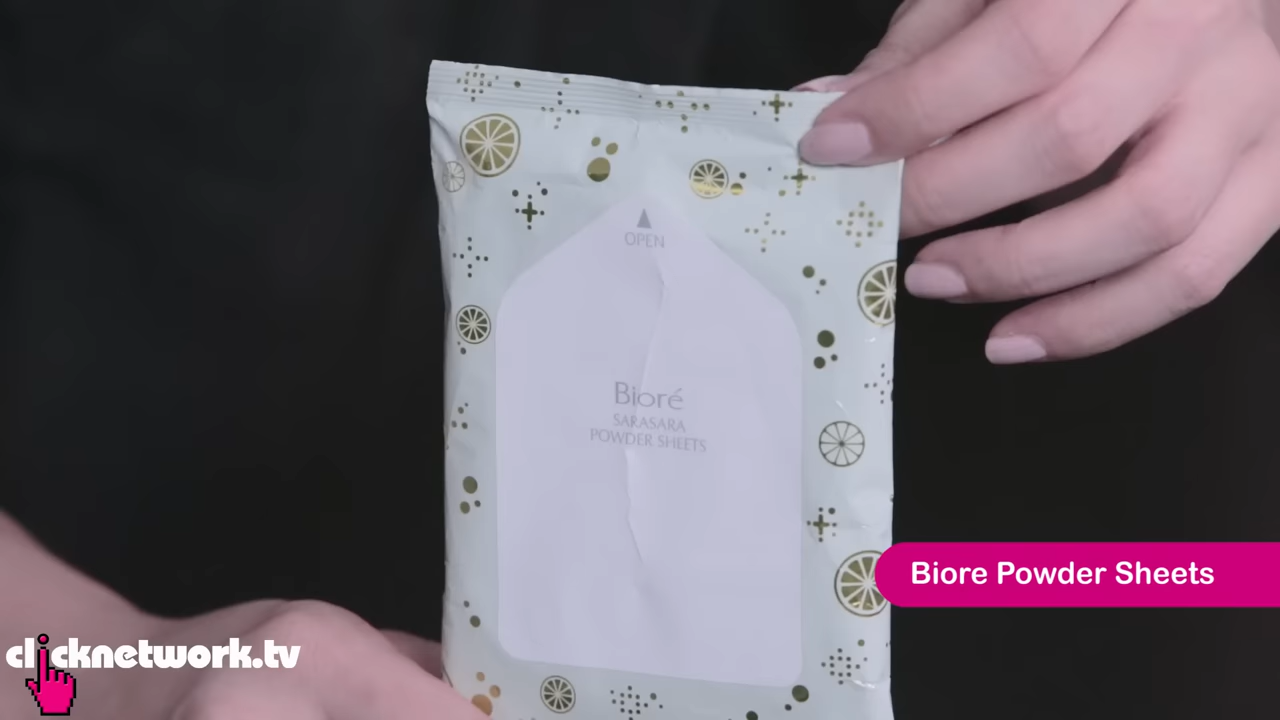 OPEN
Bioré
SARASARA
POWDER SHEETS
Biore Powder Sheets
clicknetwork.tv